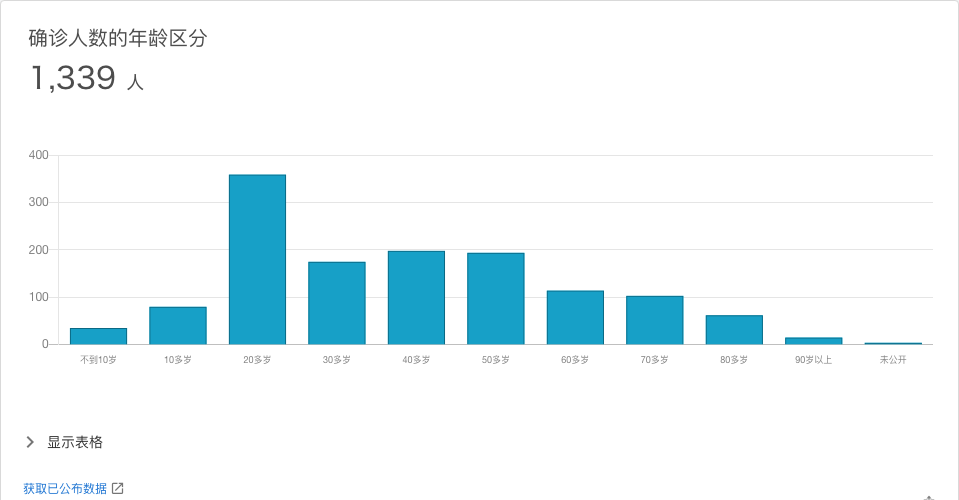 确诊人数的年龄区分
1,339 人
400
300
200
100
0
不到10岁 10多岁 20多岁 30多岁 40多岁 50多岁 60多岁 70多岁 80多岁 90岁以上 未公开
显示表格
获取已公布数据